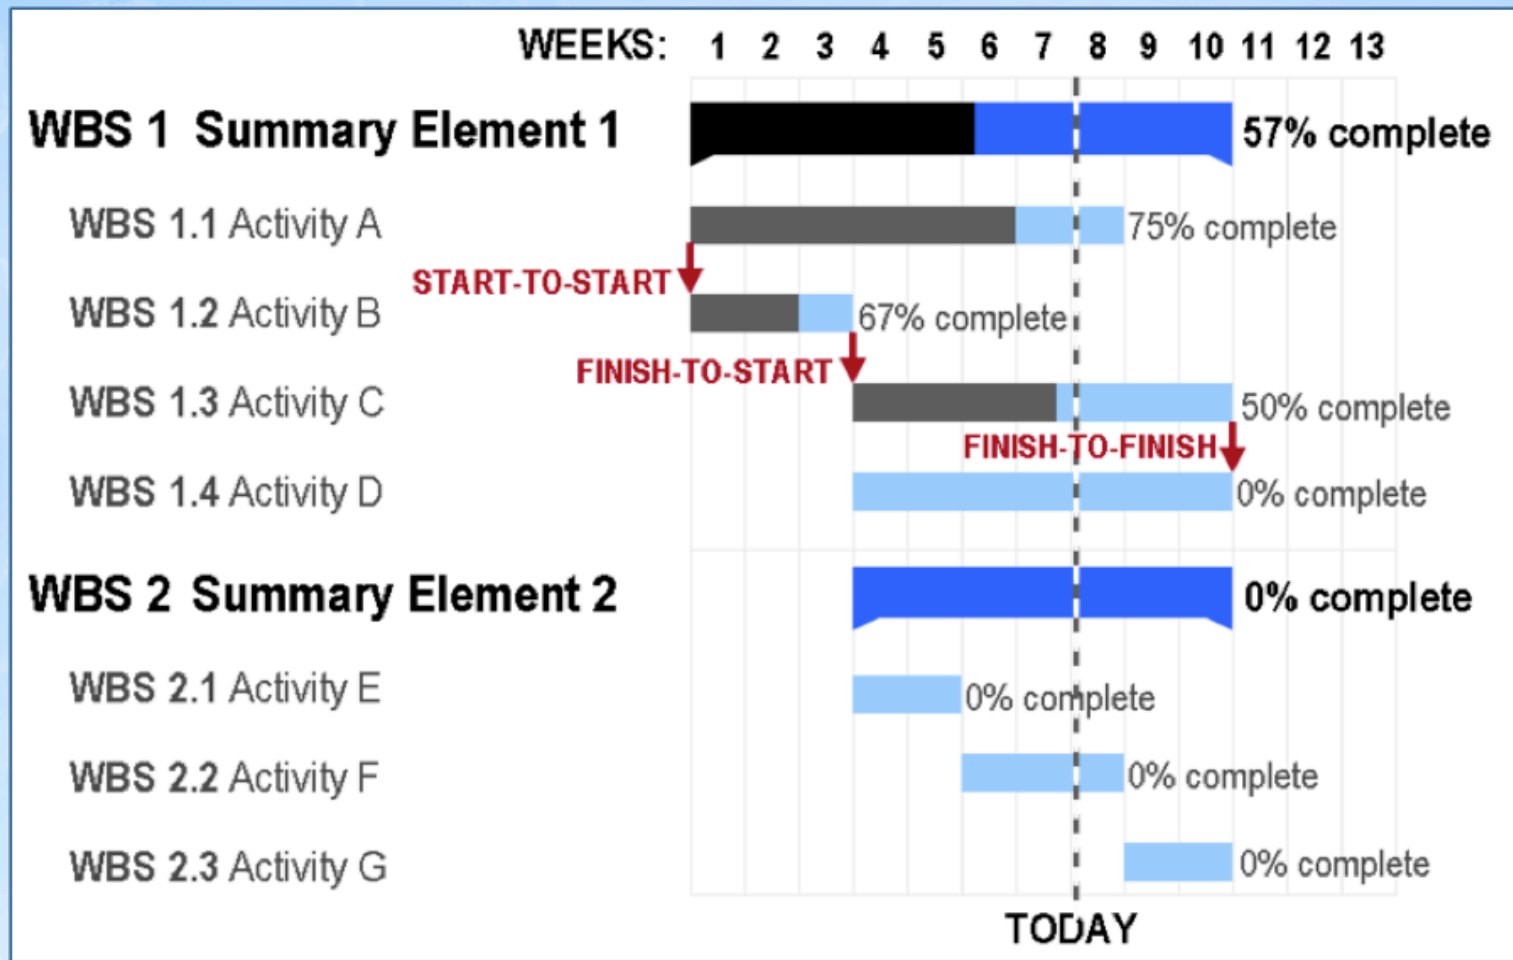 WEEKS: 1 2 3 4 5 6 7 8 9 10 11 12 13
WBS 1 Summary Element 1 57% complete
WBS 1.1 Activity A 75% complete
START-TO-START
WBS 1.2 Activity B 67% complete
FINISH-TO-START
WBS 1.3 Activity C 50% complete
FINISH-TO-FINISH
WBS 1.4 Activity D 0% complete
WBS 2 Summary Element 2 0% complete
WBS 2.1 Activity E 0% complete
WBS 2.2 Activity F 0% complete
WBS 2.3 Activity G 0% complete
TODAY